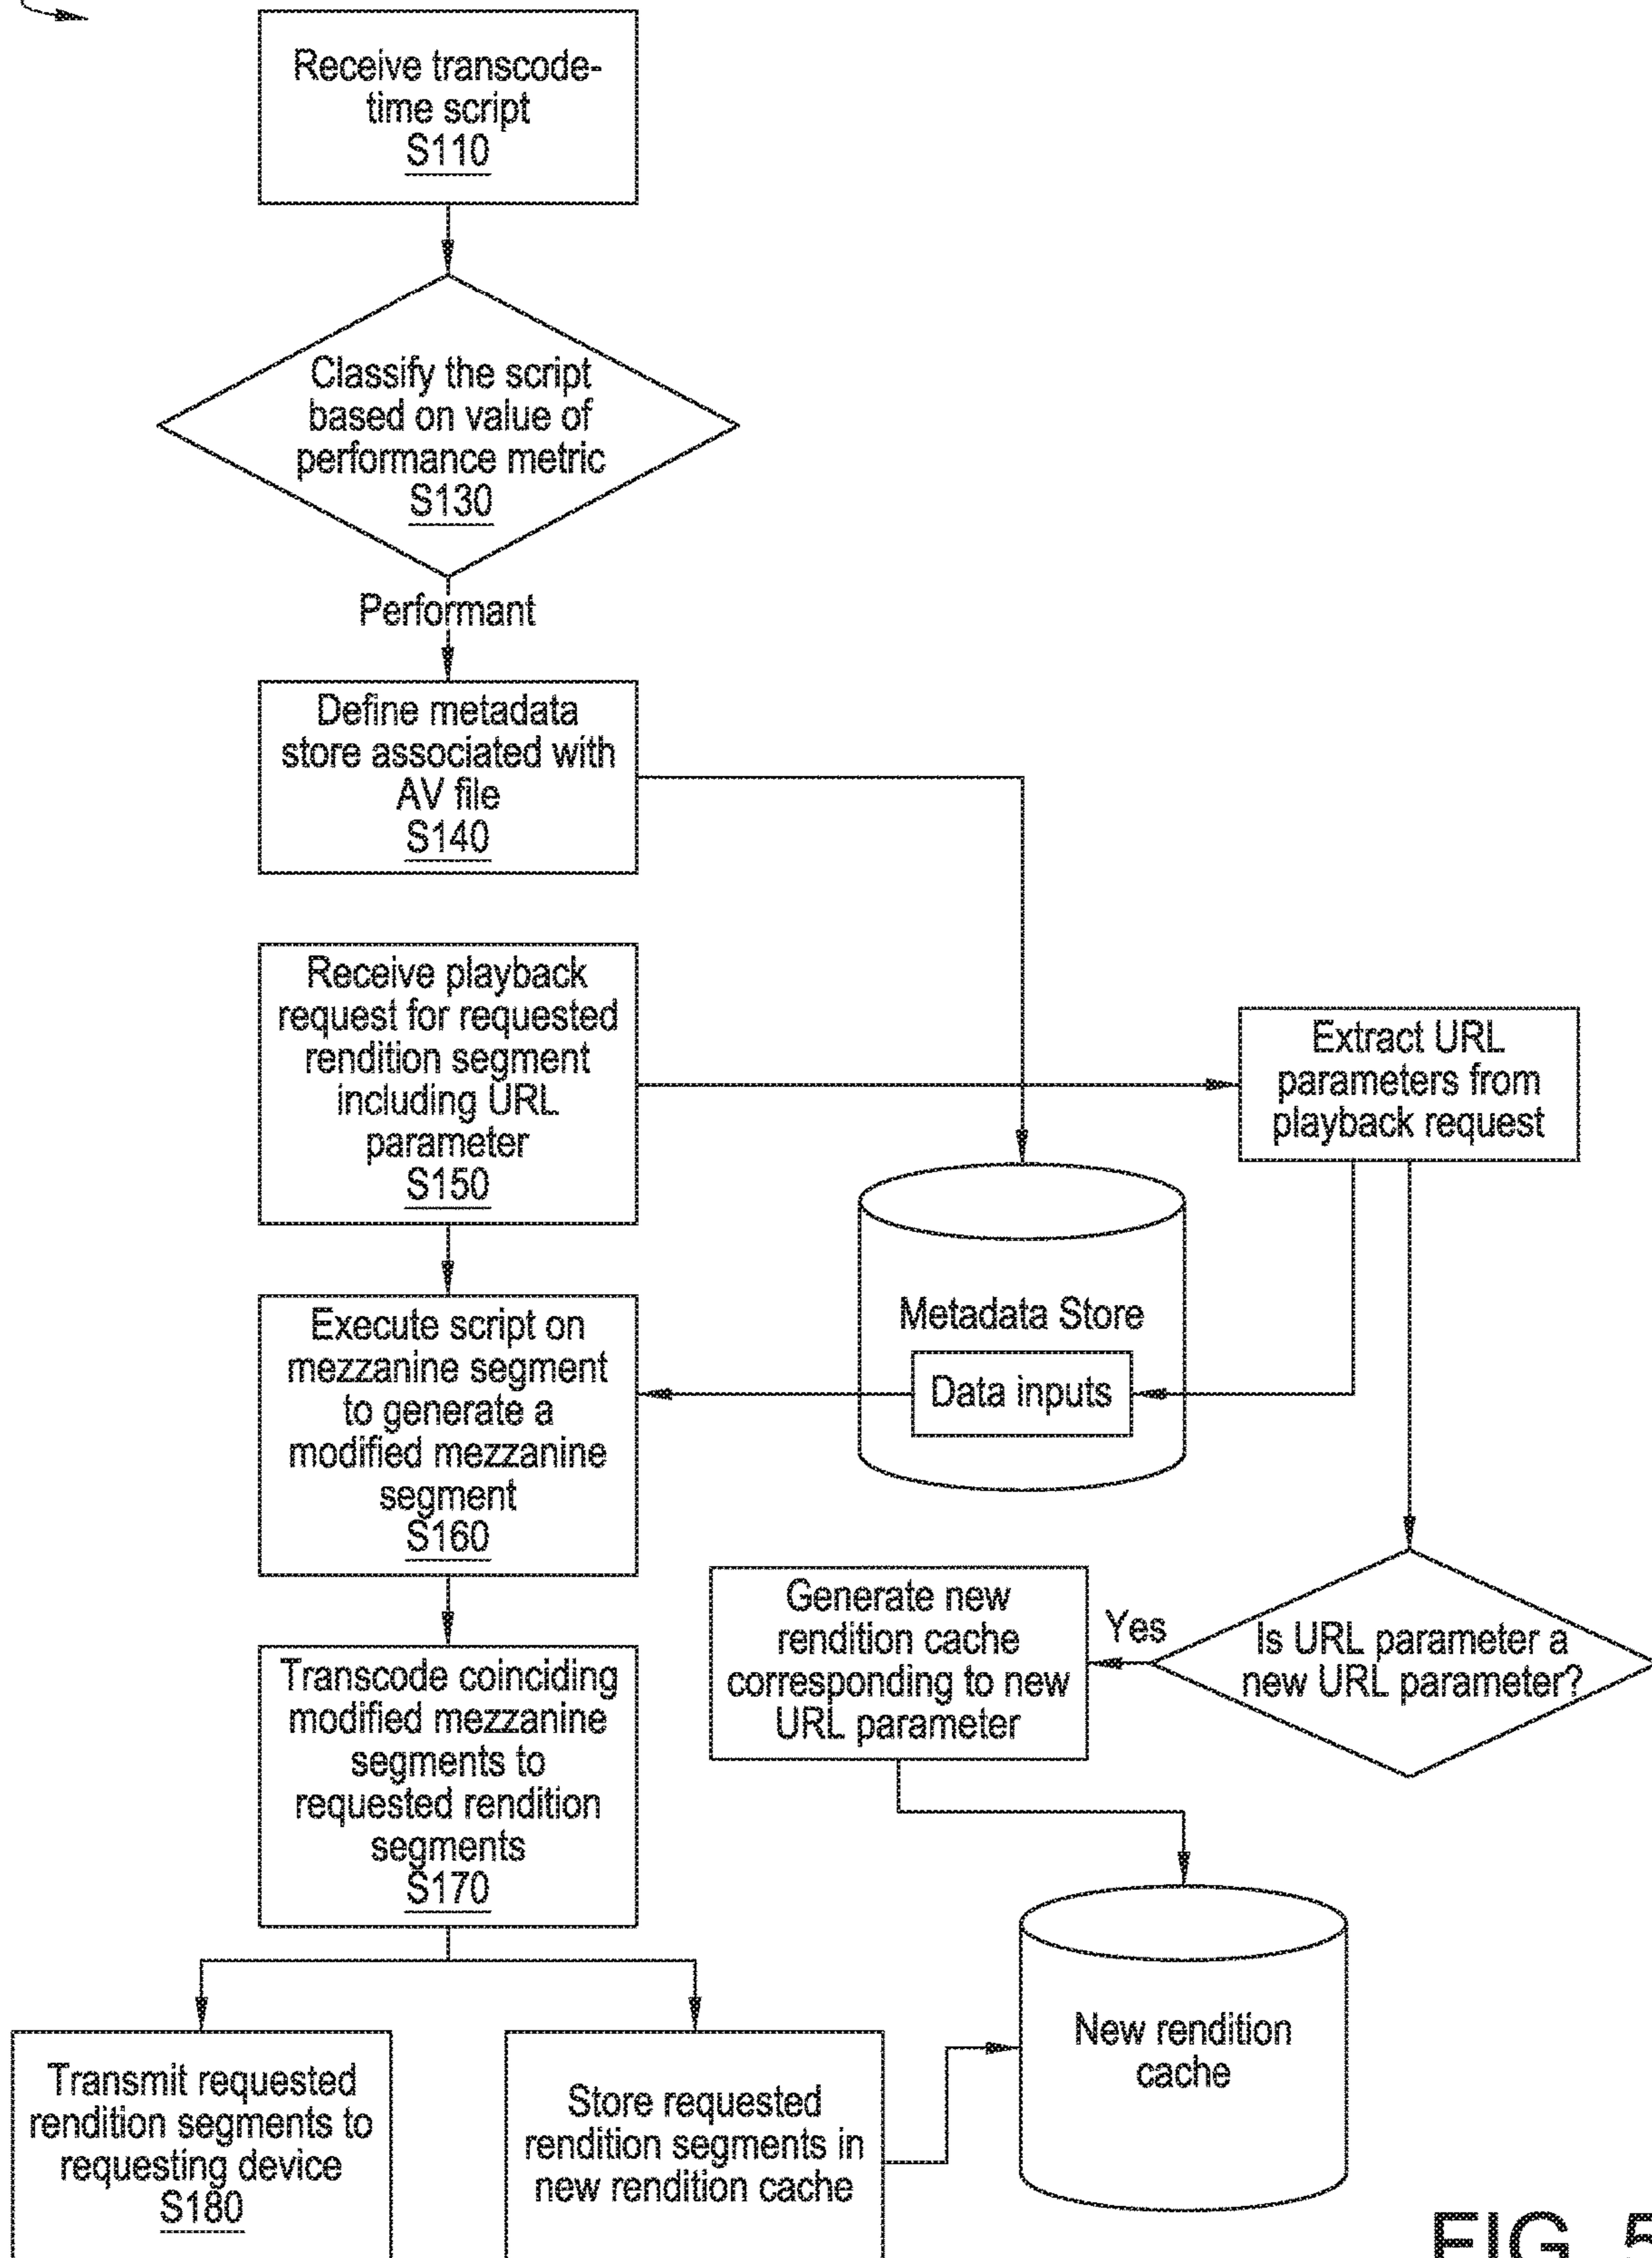 Receive transcode-
time script
S110
Classify the script
based on value of
performance metric
S130
Performant
Define metadata
store associated with
AV file
S140
Receive playback
request for requested
rendition segment
including URL
parameter
S150
Extract URL
parameters from
playback request
Metadata Store
Data inputs
Execute script on
mezzanine segment
to generate a
modified mezzanine
segment
S160
Generate new
rendition cache
corresponding to new
URL parameter
Yes
Is URL parameter a
new URL parameter?
Transcode coinciding
modified mezzanine
segments to
requested rendition
segments
S170
New rendition
cache
Transmit requested
rendition segments to
requesting device
S180
Store requested
rendition segments in
new rendition cache
FIG. 5